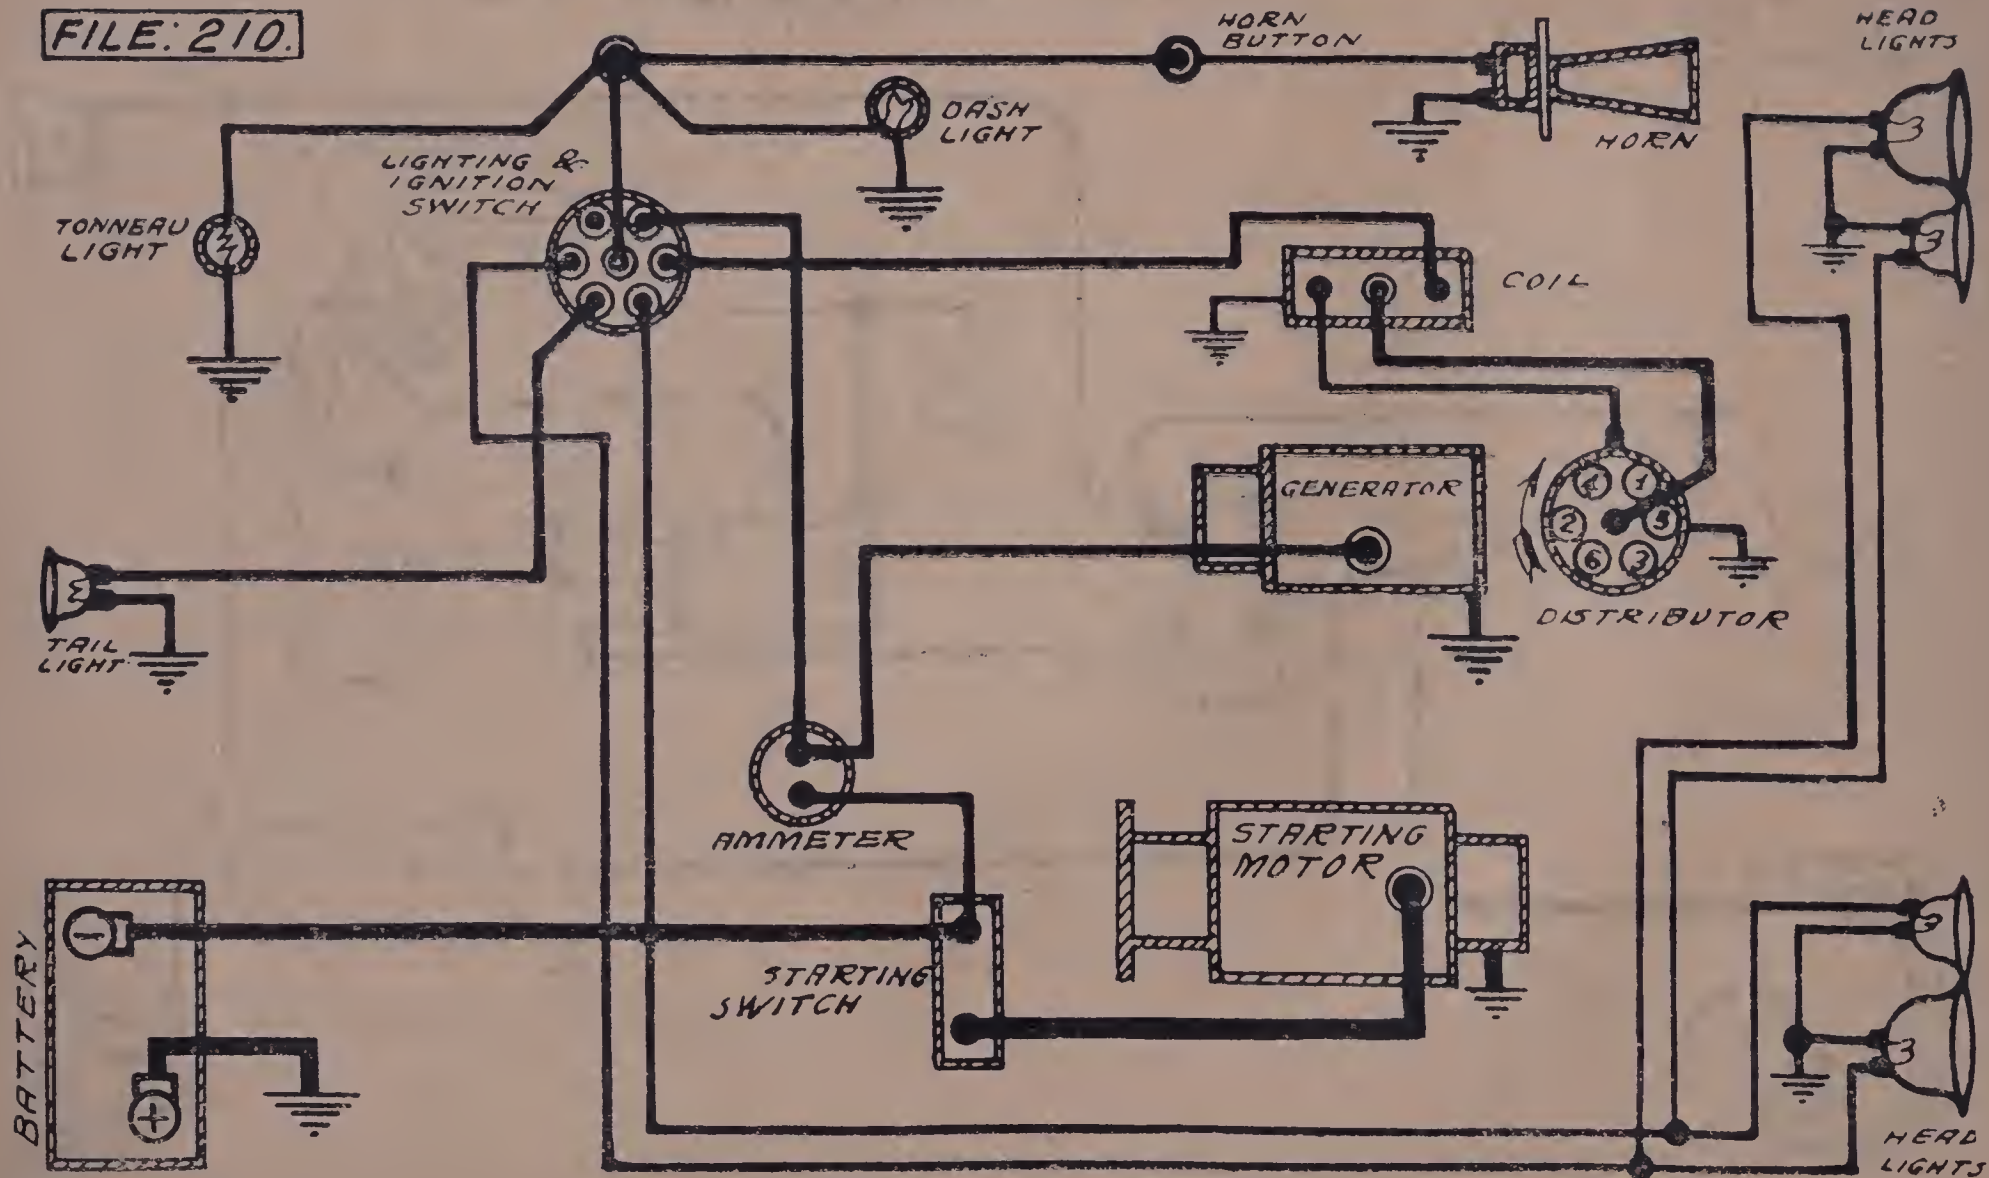 FILE: 210.
HORN
BUTTON
HEAD
LIGHTS
DASH
LIGHT
HORN
LIGHTING &
IGNITION
SWITCH
TONNEAU
LIGHT
COIL
GENERATOR
4
1
2
5
6
3
DISTRIBUTOR
TAIL
LIGHT
AMMETER
STARTING
MOTOR
BATTERY
-
+
STARTING
SWITCH
HEAD
LIGHTS